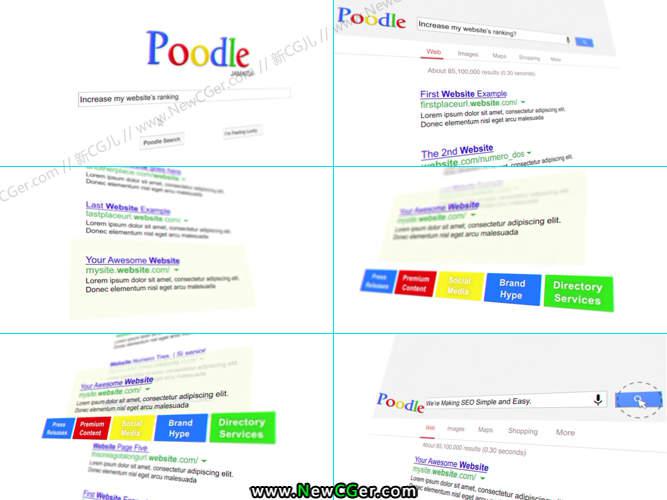 Poodle
JAMAICA
Increase my website's ranking
Poodle Search
I'm Feeling Lucky
Poodle
Increase my website's ranking?
Web Images Maps Shopping More
About 85,100,000 results (0.30 seconds)
First Website Example
firstplaceurl.website.com/
Lorem ipsum dolor sit amet, consectetur adipiscing
Donec elementum nisl eget arcu malesuada
The 2nd Website
website.com/numero_dos
Lorem ipsum dolor sit amet, consectetur adipiscing elit.
Donec elementum nisl eget arcu malesuada
Last Website Example
lastplaceurl.website.com/
Lorem ipsum dolor sit amet, consectetur adipiscing elit.
Donec elementum nisl eget arcu malesuada
Your Awesome Website
mysite.website.com/
Lorem ipsum dolor sit amet, consectetur adipiscing elit.
Donec elementum nisl eget arcu malesuada
Your Awesome Website
mysite.website.com/
Lorem ipsum dolor sit amet, consectetur adipiscing elit.
Donec elementum nisl eget arcu malesuada
Press Releases
Premium Content
Social Media
Brand Hype
Directory Services
Your Awesome Website
mysite.website.com/
Lorem ipsum dolor sit amet, consectetur adipiscing elit.
Donec elementum nisl eget arcu malesuada
Press Releases
Premium Content
Social Media
Brand Hype
Directory Services
Website Page Five
Lorem ipsum dolor sit amet, consectetur adipiscing elit.
Donec elementum nisl eget arcu malesuada
First Website Example
Poodle
We're Making SEO Simple and Easy.
Web Images Maps Shopping More
About 85,100,000 results (0.30 seconds)
Your Awesome Website
mysite.website.com/
Lorem ipsum dolor sit amet, consectetur adipiscing elit.
Donec elementum nisl eget arcu malesuada
NewCGer.com // 新CG儿 // www.NewCGer.com // 新CG儿 //
www.NewCGer.com